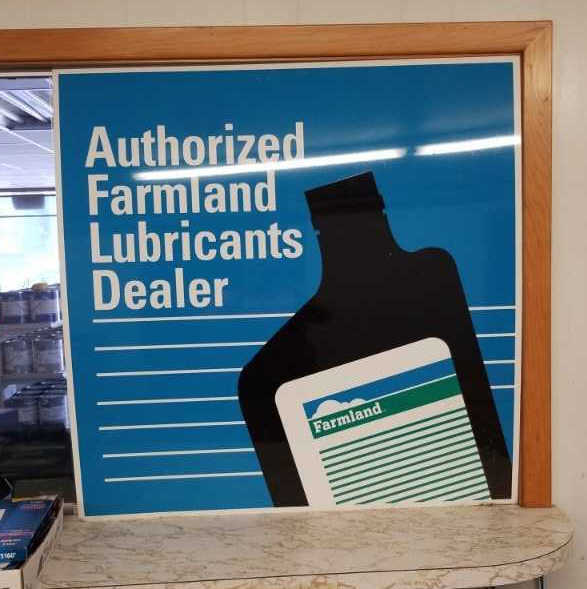 Authorized
Farmland
Lubricants
Dealer
Farmland